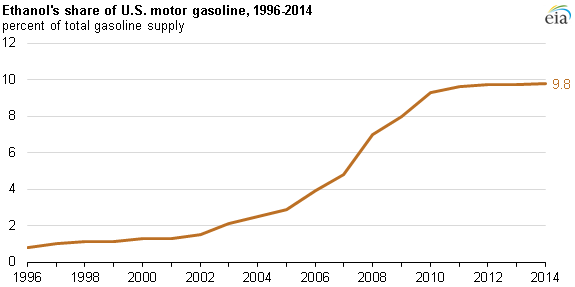 Ethanol's share of U.S. motor gasoline, 1996-2014
percent of total gasoline supply
eia
12
10
8
6
4
2
0
9.8
1996 1998 2000 2002 2004 2006 2008 2010 2012 2014